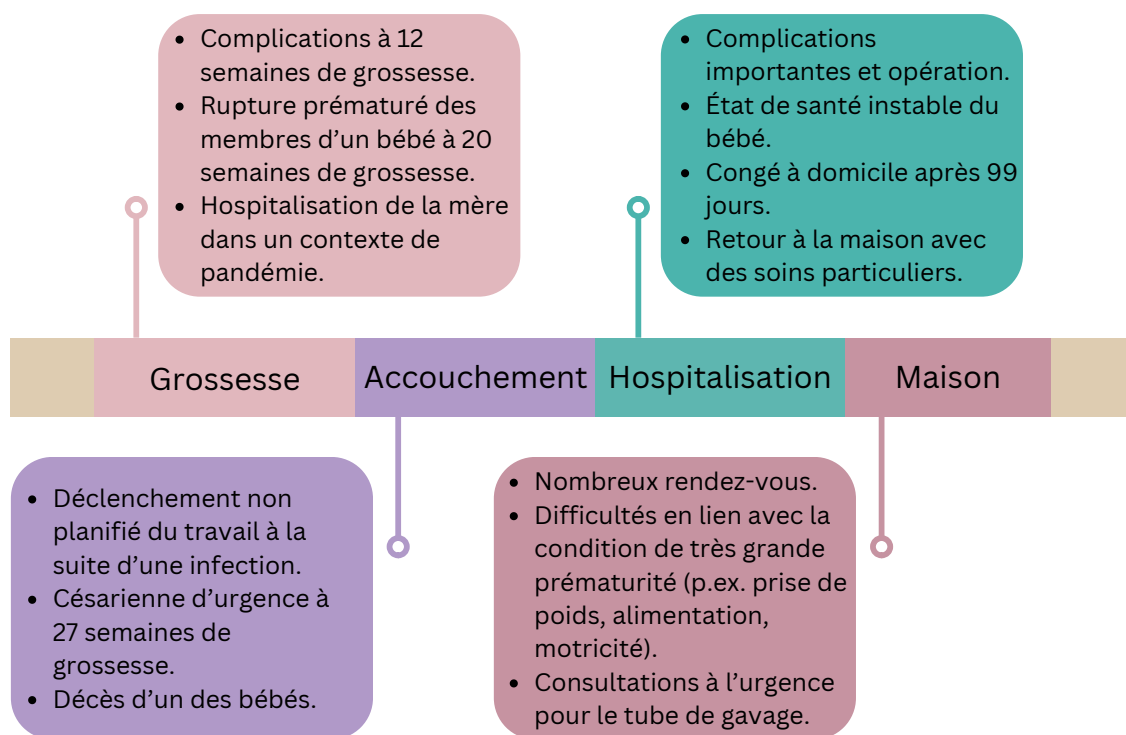 • Complications à 12
semaines de grossesse.
• Rupture prématuré des
membres d’un bébé à 20
semaines de grossesse.
• Hospitalisation de la mère
dans un contexte de
pandémie.
• Complications
importantes et opération.
• État de santé instable du
bébé.
• Congé à domicile après 99
jours.
• Retour à la maison avec
des soins particuliers.
Grossesse
Accouchement
Hospitalisation
Maison
• Déclenchement non
planifié du travail à la
suite d’une infection.
• Césarienne d’urgence à
27 semaines de
grossesse.
• Décès d’un des bébés.
• Nombreux rendez-vous.
• Difficultés en lien avec la
condition de très grande
prématurité (p.ex. prise de
poids, alimentation,
motricité).
• Consultations à l’urgence
pour le tube de gavage.